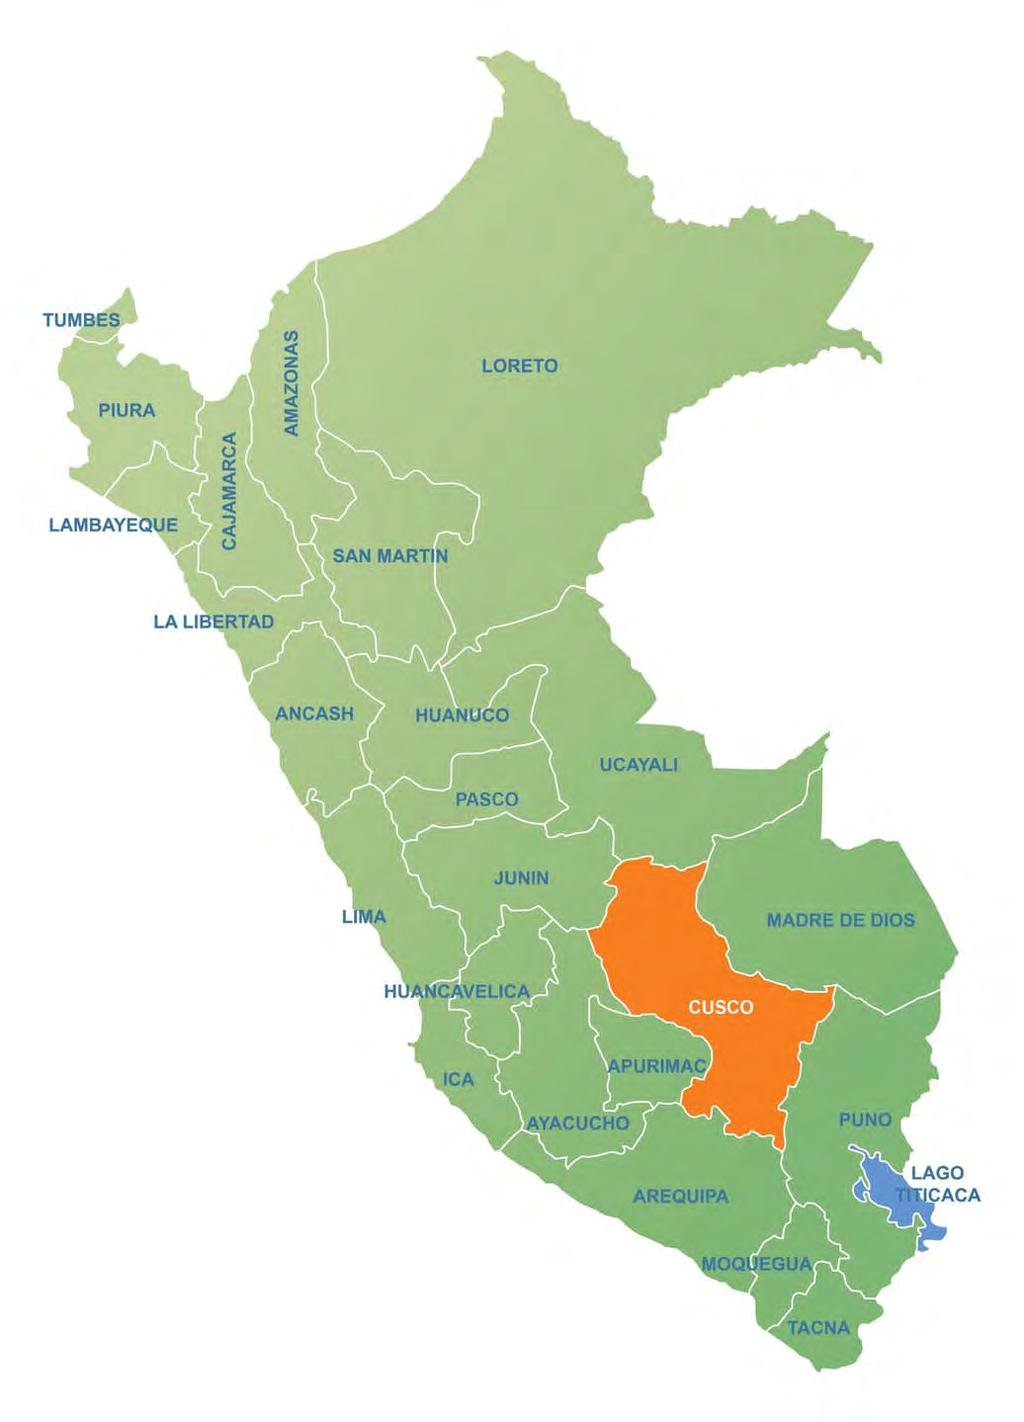 TUMBES
AMAZONAS
LORETO
PIURA
CAJAMARCA
LAMBAYEQUE
SAN MARTIN
LA LIBERTAD
ANCASH
HUANUCO
UCAYALI
PASCO
JUNIN
LIMA
MADRE DE DIOS
HUANCAVELICA
CUSCO
ICA
APURIMAC
AYACUCHO
PUNO
LAGO
TITICACA
AREQUIPA
MOQUEGUA
TACNA